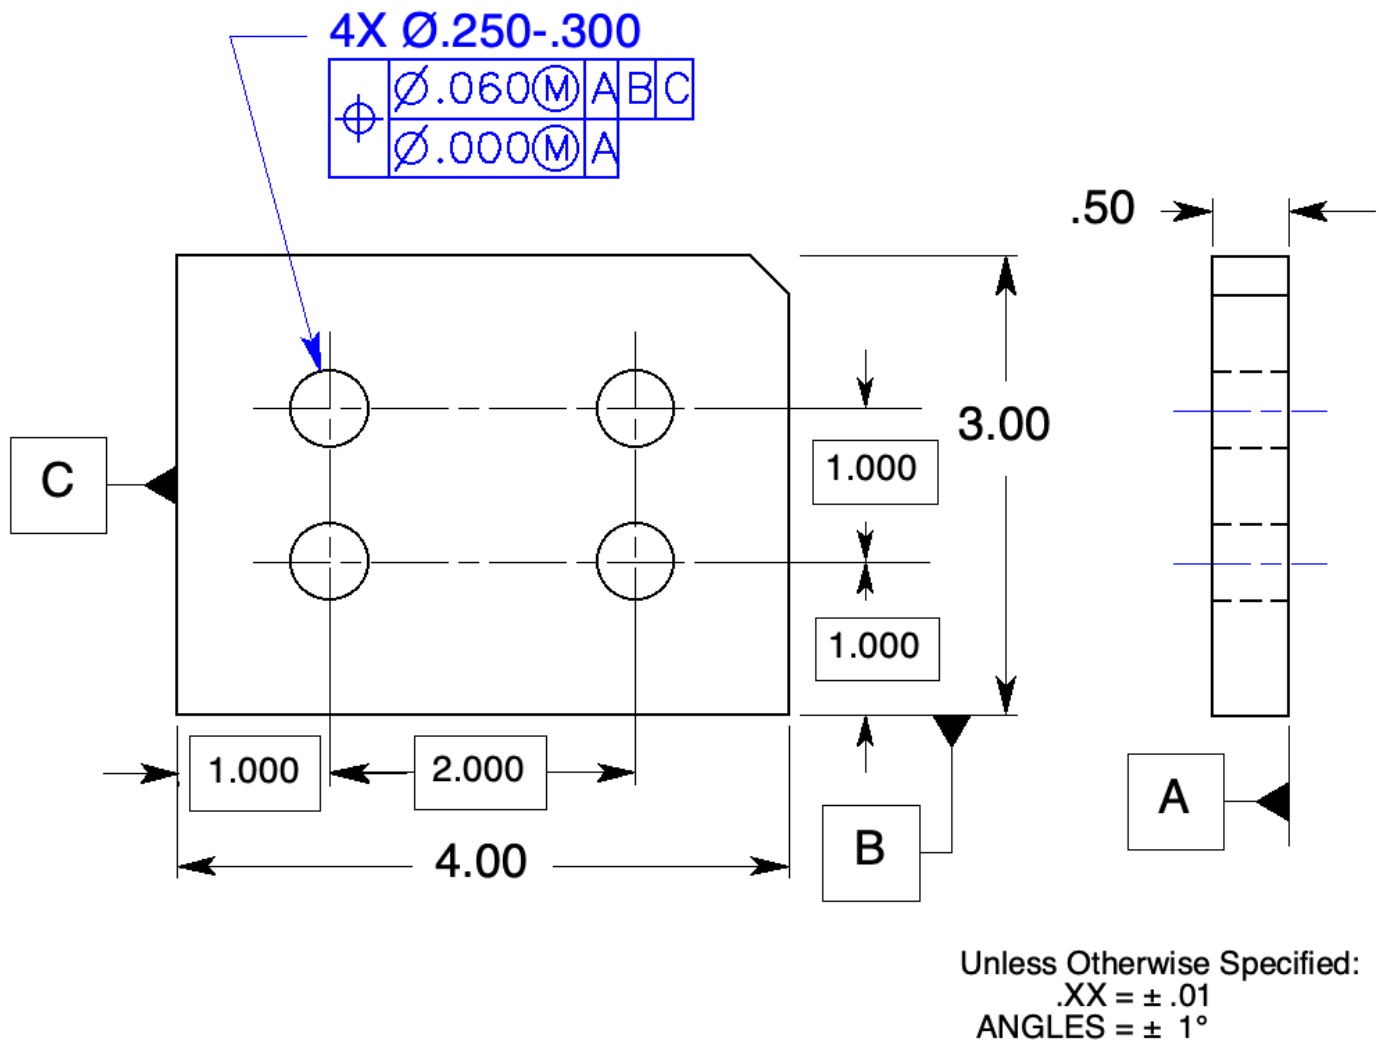 4X Ø.250-.300
⌖ Ø.060Ⓜ A B C
Ø.000Ⓜ A
.50
3.00
C
1.000
1.000
1.000
2.000
4.00
B
A
Unless Otherwise Specified:
.XX = ± .01
ANGLES = ± 1°